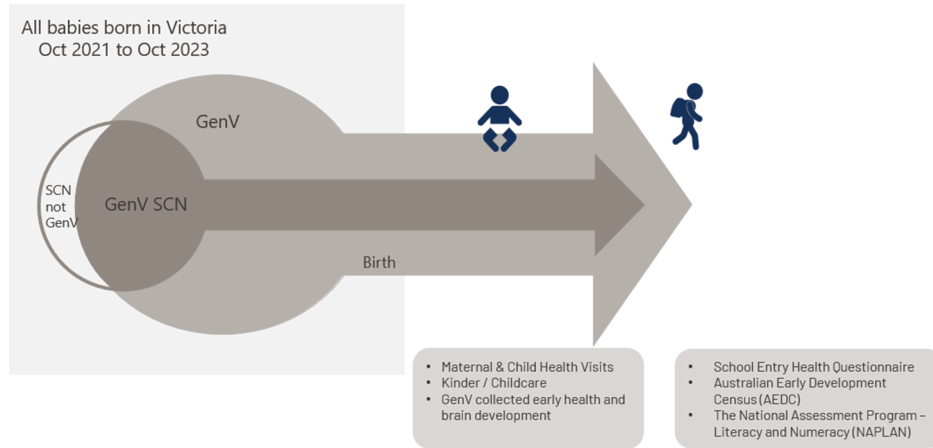 All babies born in Victoria
Oct 2021 to Oct 2023
GenV
SCN
not
GenV
GenV SCN
Birth
• Maternal & Child Health Visits
• Kinder / Childcare
• GenV collected early health and
brain development
• School Entry Health Questionnaire
• Australian Early Development
Census (AEDC)
• The National Assessment Program –
Literacy and Numeracy (NAPLAN)